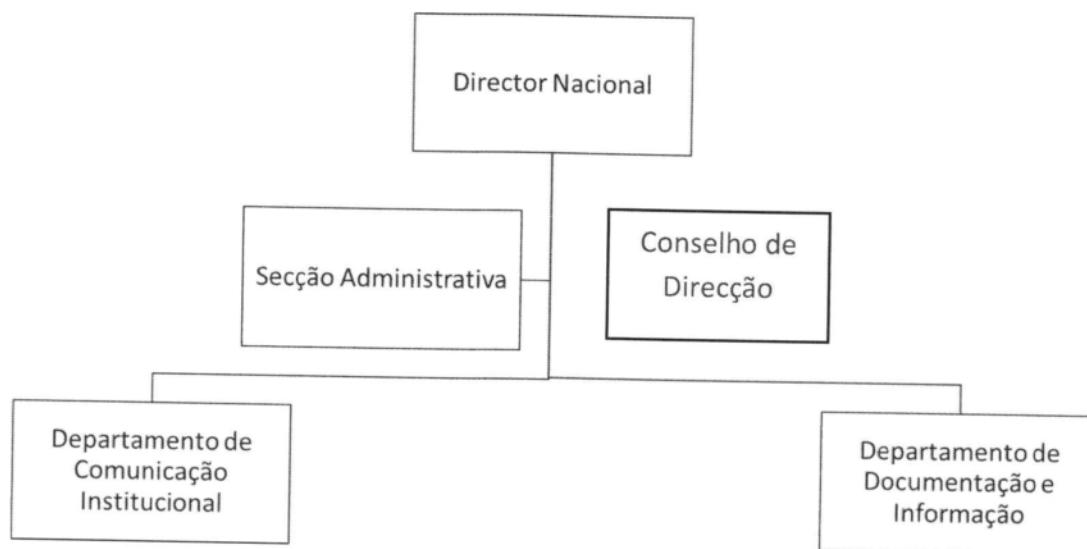 Director Nacional
Secção Administrativa
Conselho de
Direcção
Departamento de
Comunicação
Institucional
Departamento de
Documentação e
Informação